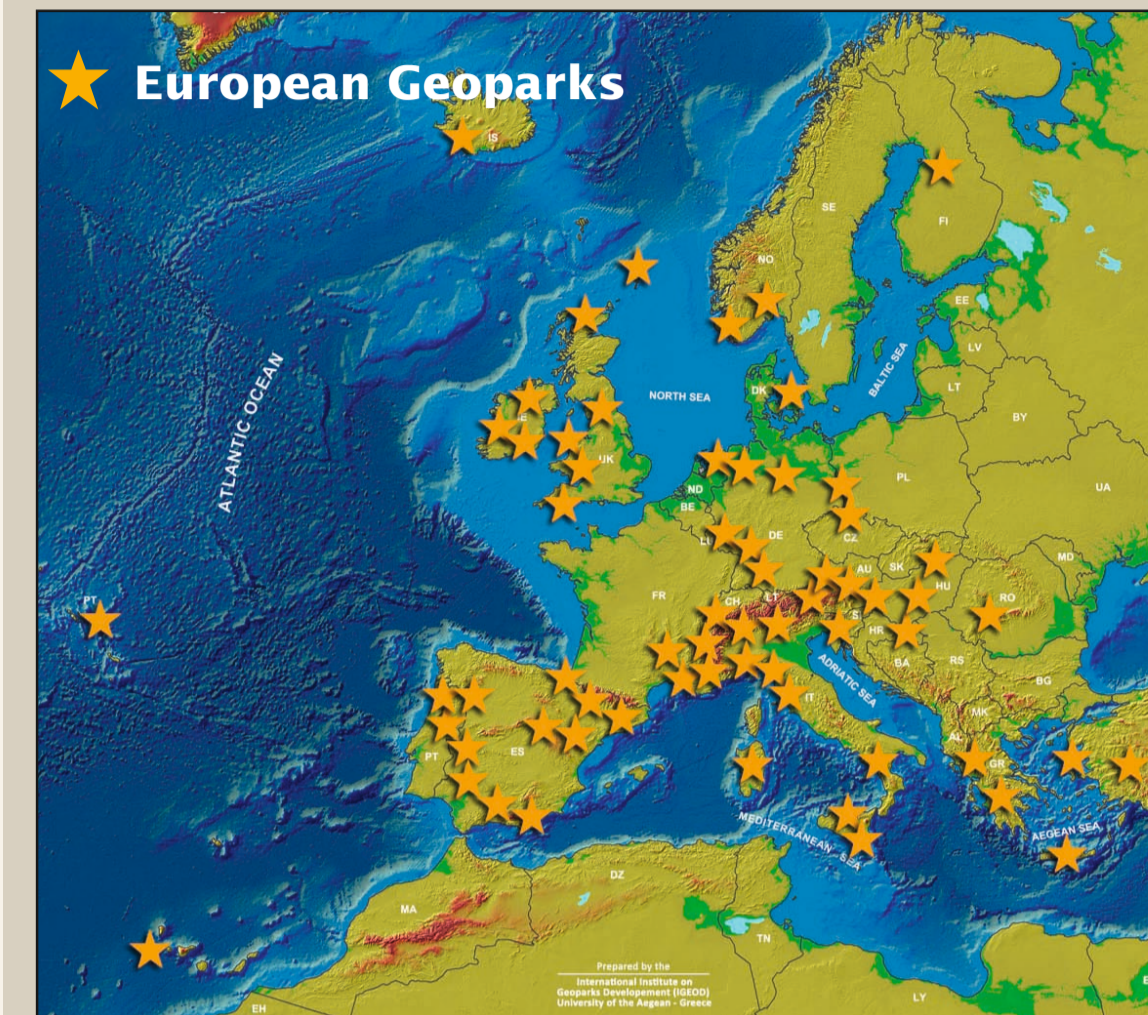 European Geoparks
IS
SE
FI
NO
EE
LV
LT
BY
BALTIC SEA
DK
NORTH SEA
ATLANTIC OCEAN
E
UK
ND
BE
PL
UA
DE
CZ
AU
SK
HU
MD
RO
FR
CH
LT
S
HR
BA
RS
BG
ADRIATIC SEA
IT
MK
AL
GR
PT
PT
ES
MEDITERRANEAN SEA
AEGEAN SEA
DZ
MA
TN
LY
EH
Prepared by the
International Institute on
Geoparks Developement (IGEOD)
University of the Aegean - Greece